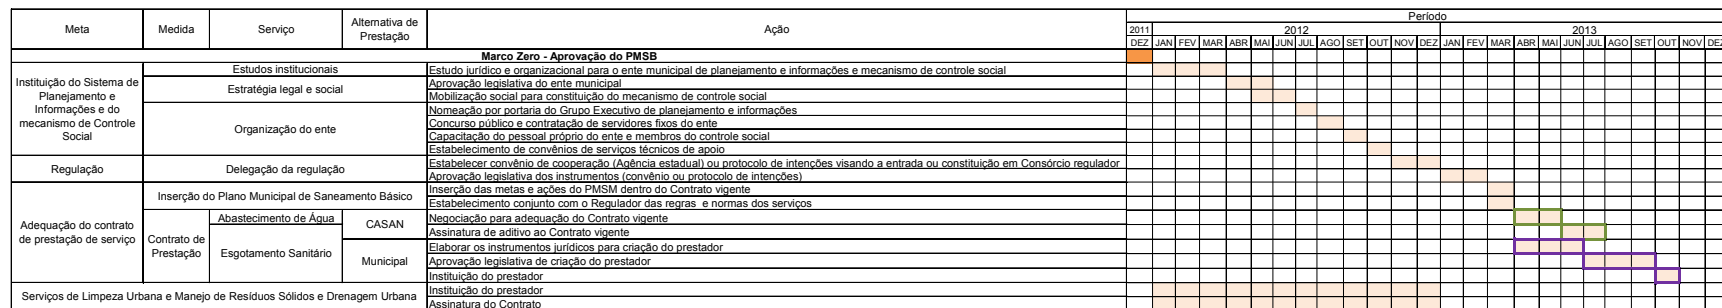 Meta Medida Serviço Alternativa de Prestação Ação Período
2011 2012 2013
DEZ JAN FEV MAR ABR MAI JUN JUL AGO SET OUT NOV DEZ JAN FEV MAR ABR MAI JUN JUL AGO SET OUT NOV DEZ
Marco Zero - Aprovação do PMSB
Instituição do Sistema de
Planejamento e
Informações e do
mecanismo de Controle
Social
Estudos institucionais
Estudo jurídico e organizacional para o ente municipal de planejamento e informações e mecanismo de controle social
Estratégia legal e social
Aprovação legislativa do ente municipal
Mobilização social para constituição do mecanismo de controle social
Organização do ente
Nomeação por portaria do Grupo Executivo de planejamento e informações
Concurso público e contratação de servidores fixos do ente
Capacitação do pessoal próprio do ente e membros do controle social
Estabelecimento de convênios de serviços técnicos de apoio
Regulação
Delegação da regulação
Estabelecer convênio de cooperação (Agência estadual) ou protocolo de intenções visando a entrada ou constituição em Consórcio regulador
Aprovação legislativa dos instrumentos (convênio ou protocolo de intenções)
Adequação do contrato
de prestação de serviço
Inserção do Plano Municipal de Saneamento Básico
Inserção das metas e ações do PMSM dentro do Contrato vigente
Estabelecimento conjunto com o Regulador das regras e normas dos serviços
Contrato de
Prestação
Abastecimento de Água
Esgotamento Sanitário
CASAN
Negociação para adequação do Contrato vigente
Assinatura de aditivo ao Contrato vigente
Municipal
Elaborar os instrumentos jurídicos para criação do prestador
Aprovação legislativa de criação do prestador
Instituição do prestador
Serviços de Limpeza Urbana e Manejo de Resíduos Sólidos e Drenagem Urbana
Instituição do prestador
Assinatura do Contrato